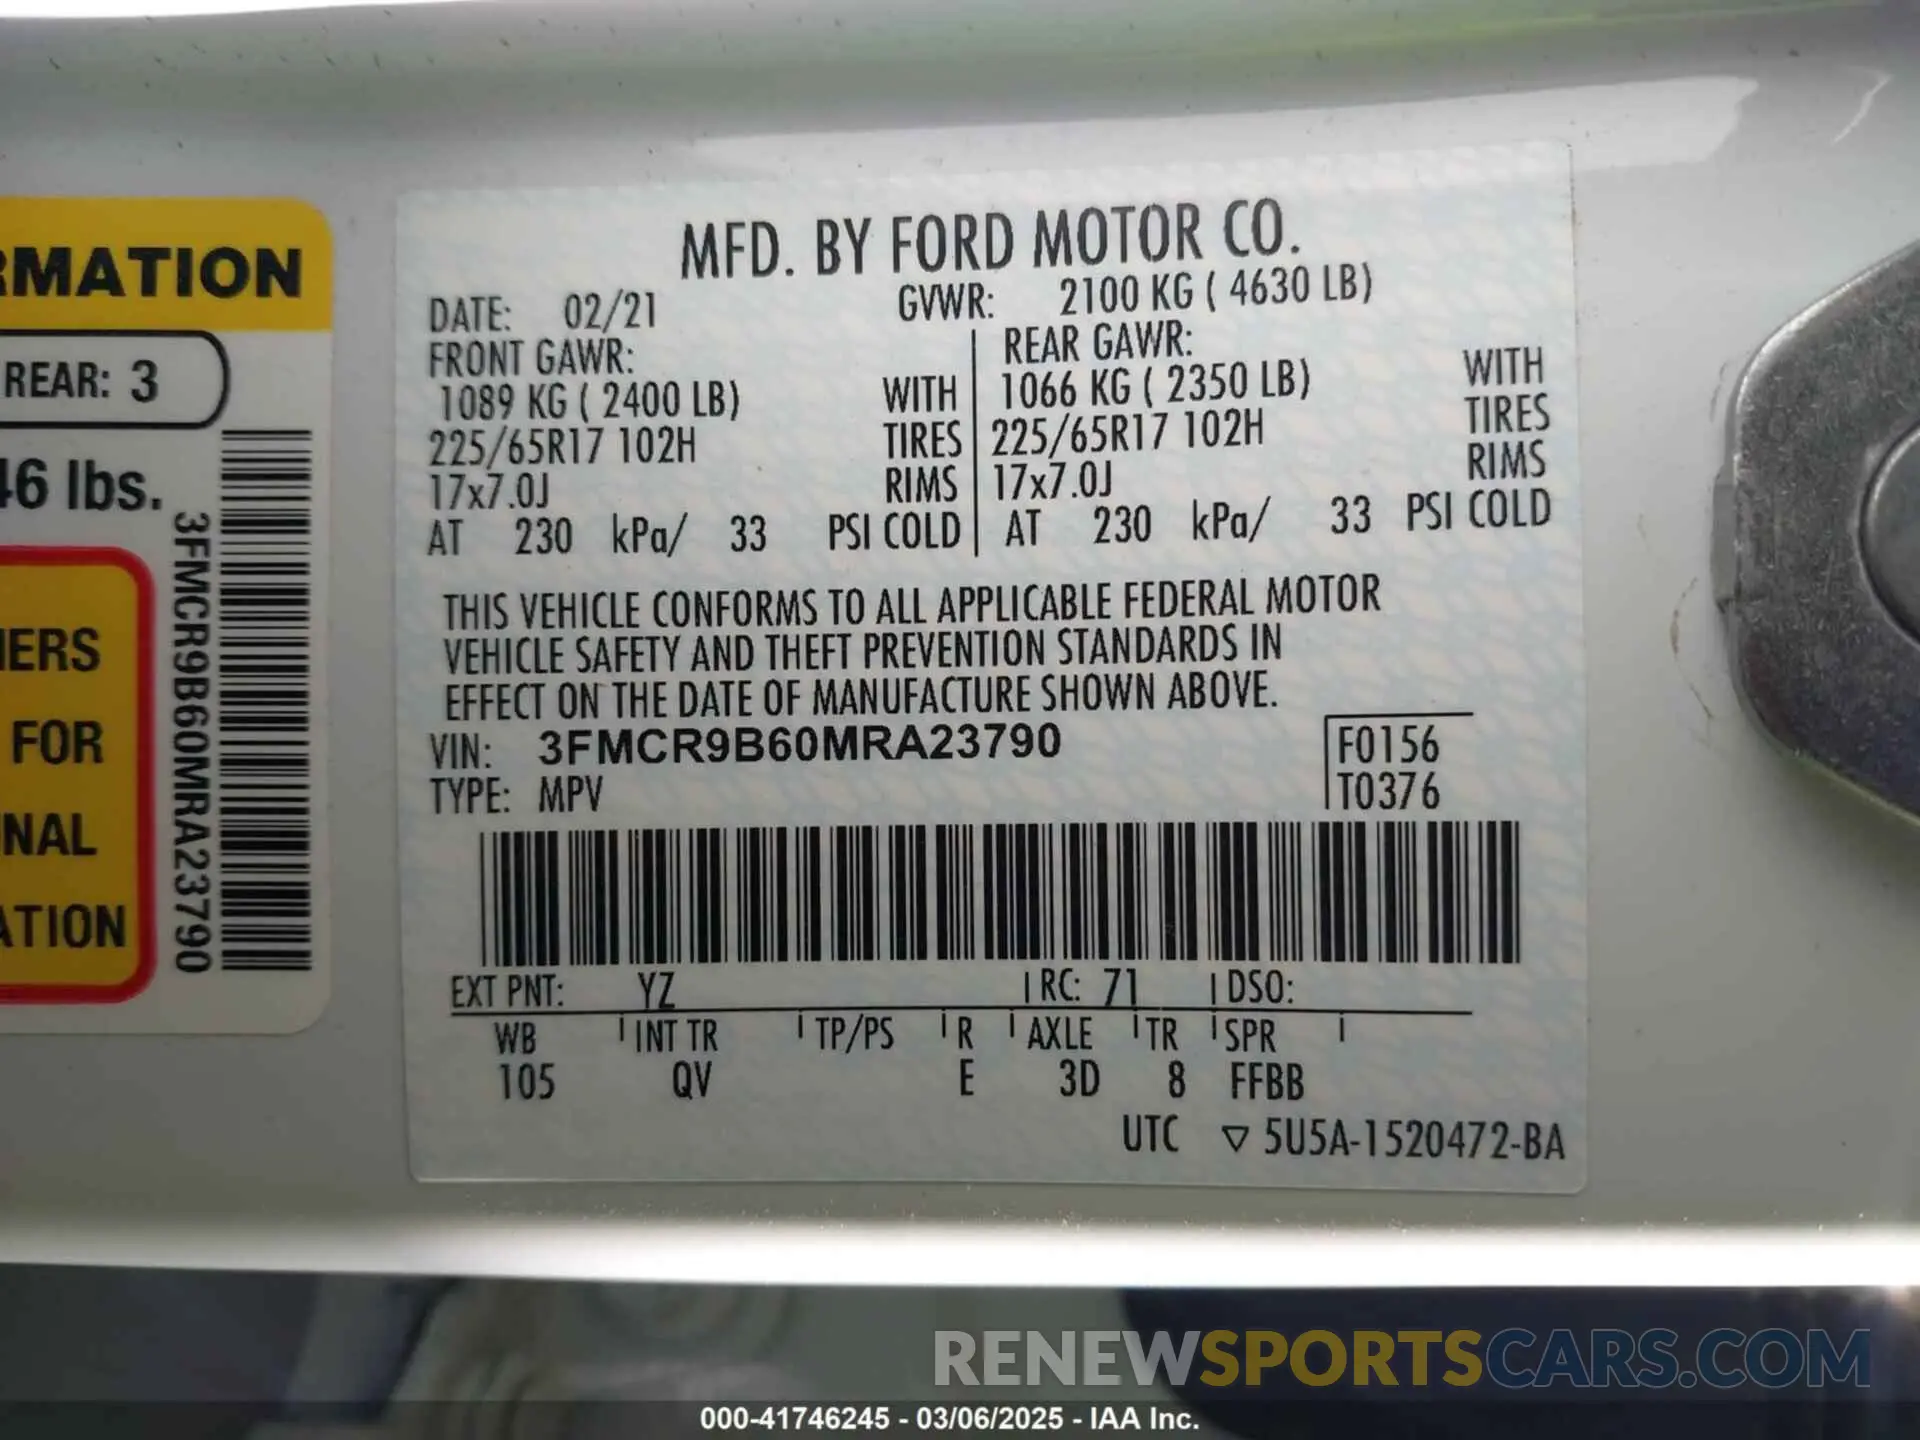 RMATION
REAR: 3
46 lbs.
IERS
FOR
NAL
ATION
3FMCR9B60MRA23790
MFD. BY FORD MOTOR CO.
DATE: 02/21 GVWR: 2100 KG ( 4630 LB)
FRONT GAWR: REAR GAWR:
1089 KG ( 2400 LB) WITH 1066 KG ( 2350 LB) WITH
225/65R17 102H TIRES 225/65R17 102H TIRES
17x7.0J RIMS 17x7.0J RIMS
AT 230 kPa/ 33 PSI COLD AT 230 kPa/ 33 PSI COLD
THIS VEHICLE CONFORMS TO ALL APPLICABLE FEDERAL MOTOR
VEHICLE SAFETY AND THEFT PREVENTION STANDARDS IN
EFFECT ON THE DATE OF MANUFACTURE SHOWN ABOVE.
VIN: 3FMCR9B60MRA23790 F0156
TYPE: MPV T0376
EXT PNT: YZ RC: 71 DSO:
WB INT TR TP/PS R AXLE TR SPR
105 QV E 3D 8 FFBB
UTC ▽ 5U5A-1520472-BA
RENEWSPORTSCARS.COM
000-41746245 - 03/06/2025 - IAA Inc.